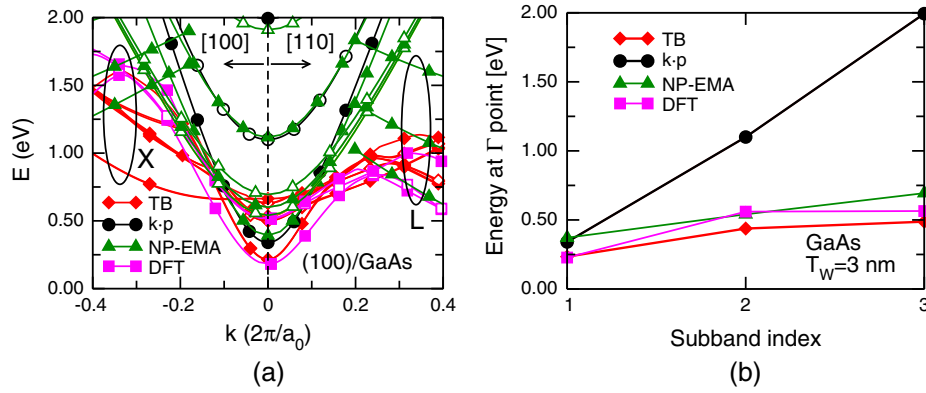 2.00
1.50
1.00
0.50
0.00
E (eV)
[100]
[110]
X
L
TB
k·p
NP-EMA
DFT
(100)/GaAs
-0.4
-0.2
0
0.2
0.4
k (2π/a0)
(a)
2.00
1.50
1.00
0.50
0.00
Energy at Γ point [eV]
TB
k·p
NP-EMA
DFT
GaAs
TW=3 nm
1
2
3
Subband index
(b)